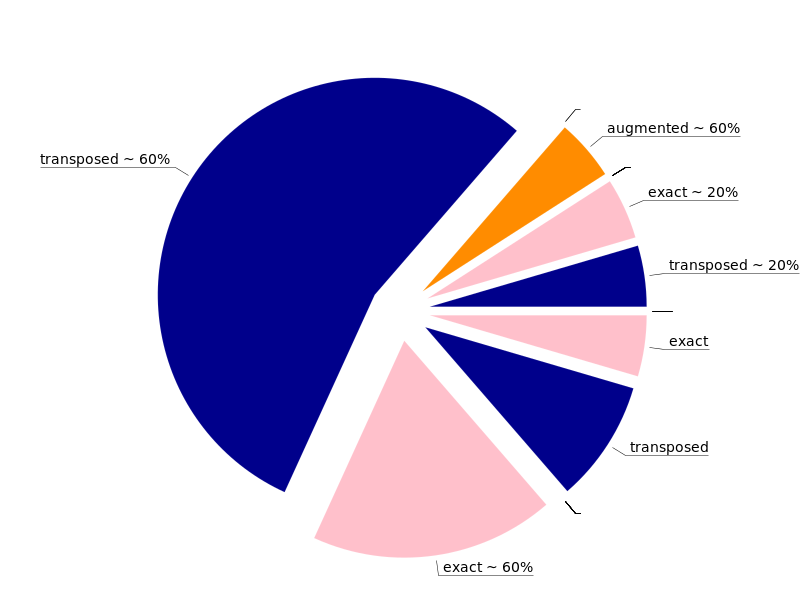 augmented ~ 60%
transposed ~ 60%
exact ~ 20%
transposed ~ 20%
exact
transposed
exact ~ 60%